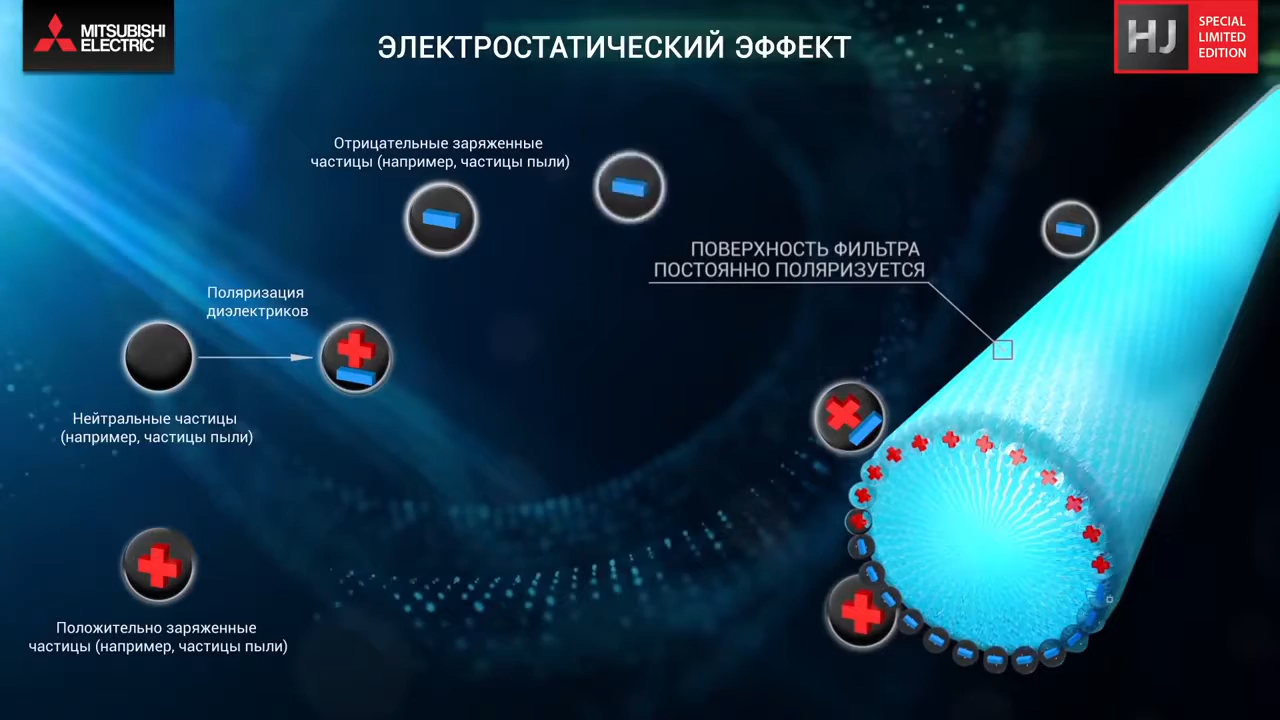 MITSUBISHI
ELECTRIC
ЭЛЕКТРОСТАТИЧЕСКИЙ ЭФФЕКТ
HJ
SPECIAL
LIMITED
EDITION
Отрицательные заряженные
частицы (например, частицы пыли)
ПОВЕРХНОСТЬ ФИЛЬТРА
ПОСТОЯННО ПОЛЯРИЗУЕТСЯ
Поляризация
диэлектриков
Нейтральные частицы
(например, частицы пыли)
Положительно заряженные
частицы (например, частицы пыли)